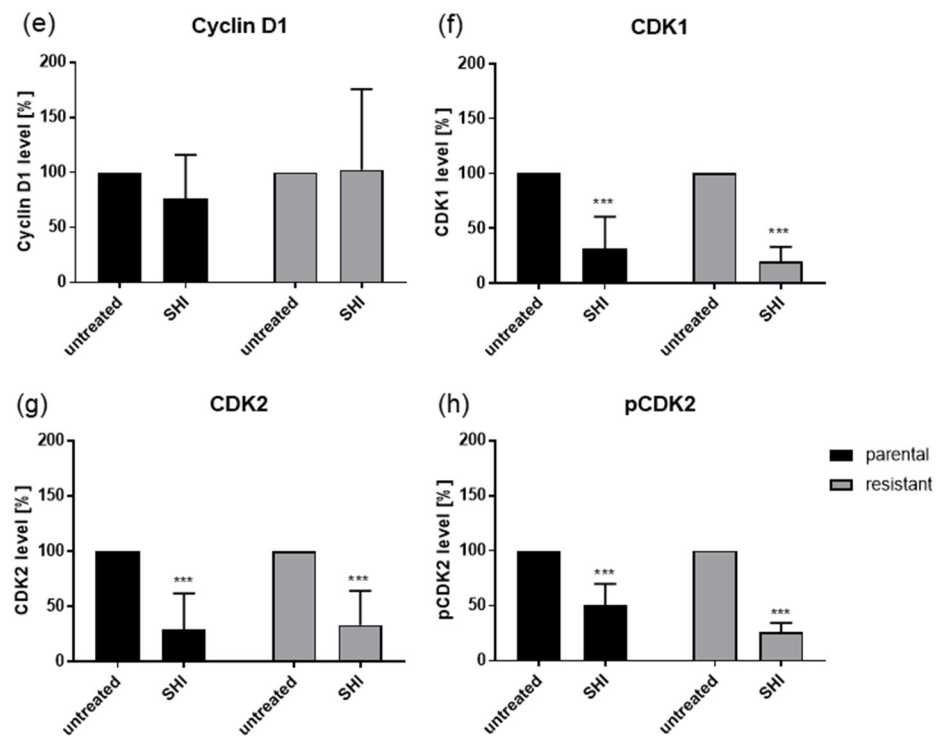 (e)
Cyclin D1
Cyclin D1 level [%]
200
150
100
50
0
untreated
SHI
untreated
SHI
(f)
CDK1
CDK1 level [%]
200
150
100
50
0
***
***
untreated
SHI
untreated
SHI
(g)
CDK2
CDK2 level [%]
200
150
100
50
0
***
***
untreated
SHI
untreated
SHI
(h)
pCDK2
pCDK2 level [%]
200
150
100
50
0
***
***
untreated
SHI
untreated
SHI
parental
resistant